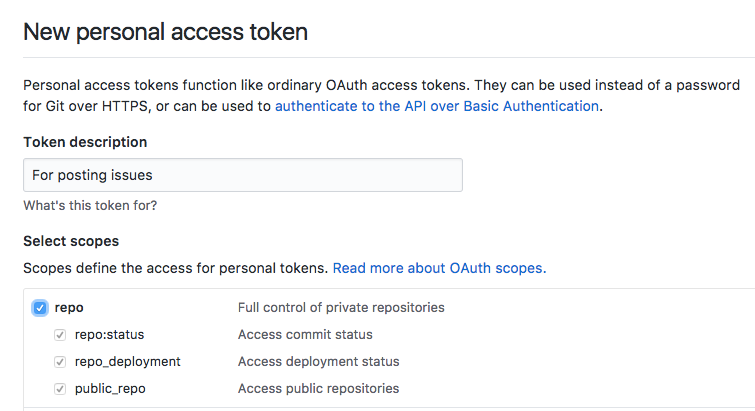 New personal access token
Personal access tokens function like ordinary OAuth access tokens. They can be used instead of a password
for Git over HTTPS, or can be used to authenticate to the API over Basic Authentication.
Token description
For posting issues
What's this token for?
Select scopes
Scopes define the access for personal tokens. Read more about OAuth scopes.
repo Full control of private repositories
repo:status Access commit status
repo_deployment Access deployment status
public_repo Access public repositories